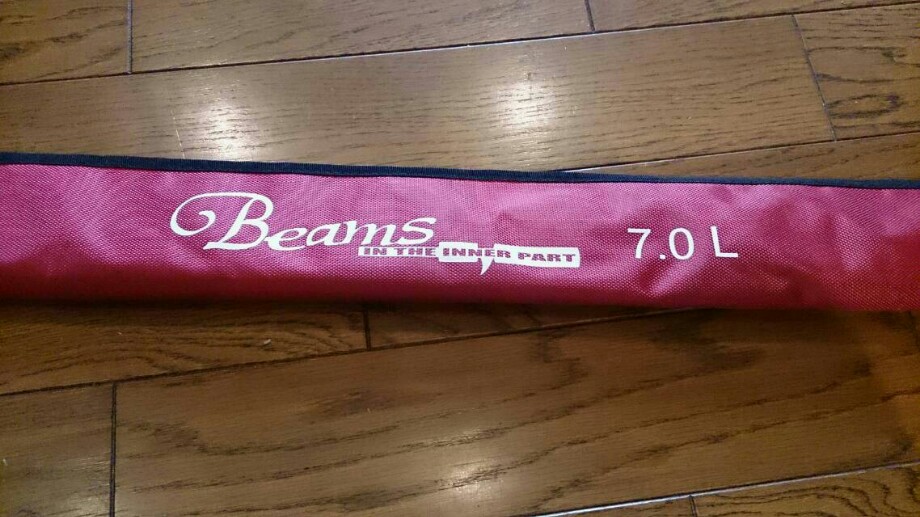 Beams
IN THE INNER PART
7.0 L